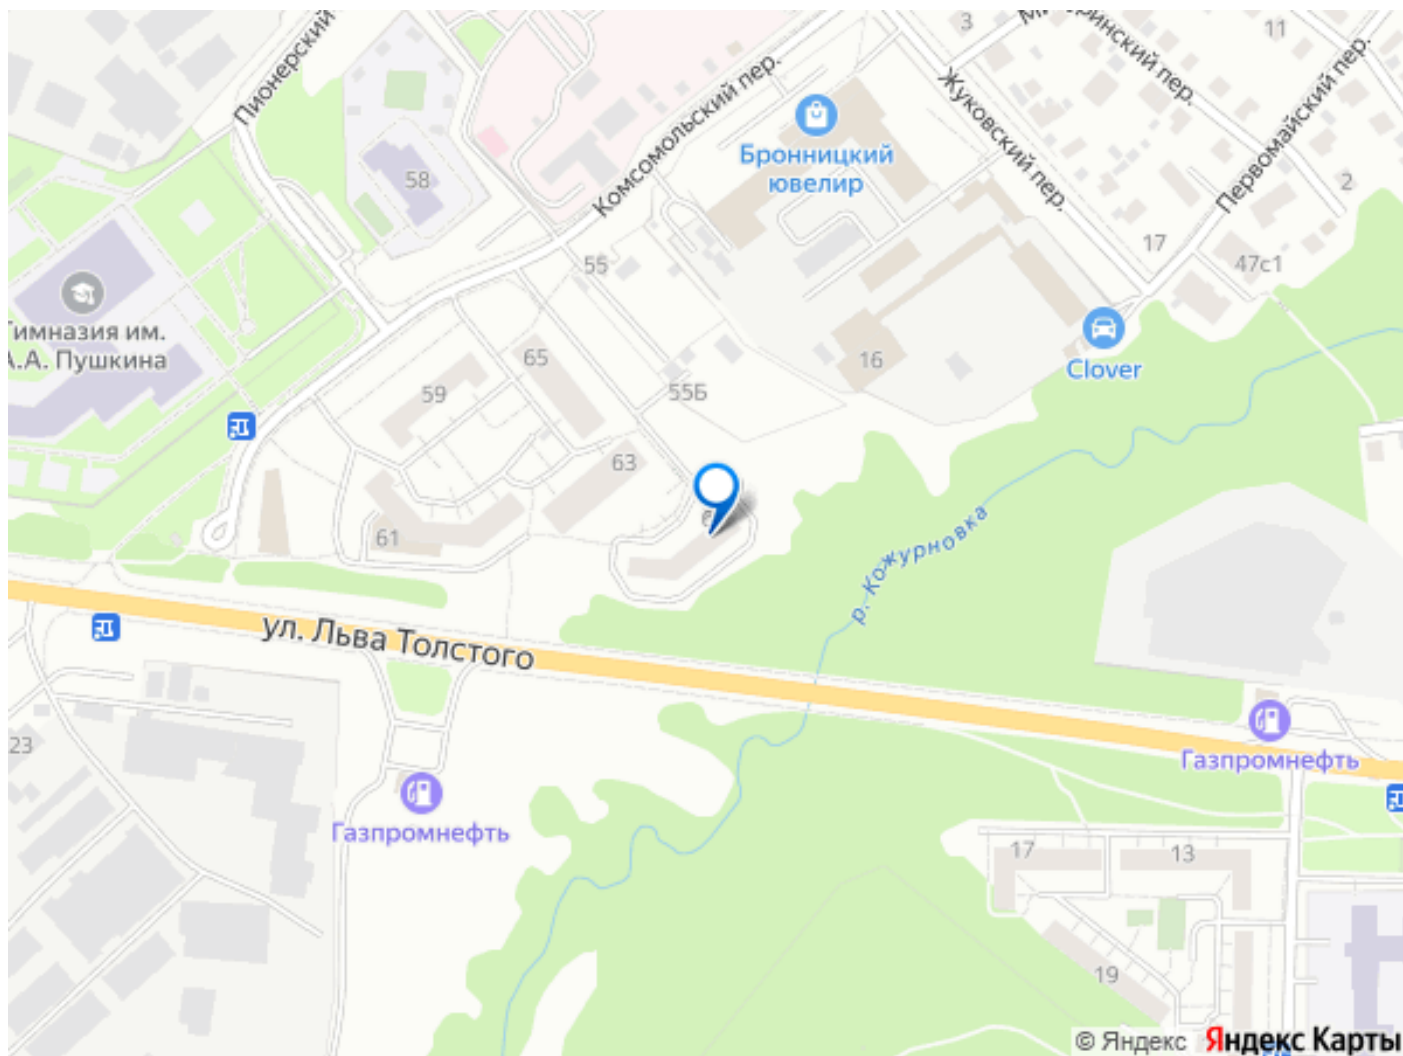 Пионерский
3
Мичуринский пер.
11
Комсомольский пер.
Жуковский пер.
Первомайский пер.
Бронницкий
ювелир
58
2
17
55
47с1
Гимназия им.
А.А. Пушкина
65
16
Clover
59
55Б
63
61
р. Кожурновка
ул. Льва Толстого
23
Газпромнефть
Газпромнефть
17
13
19
© Яндекс Яндекс Карты